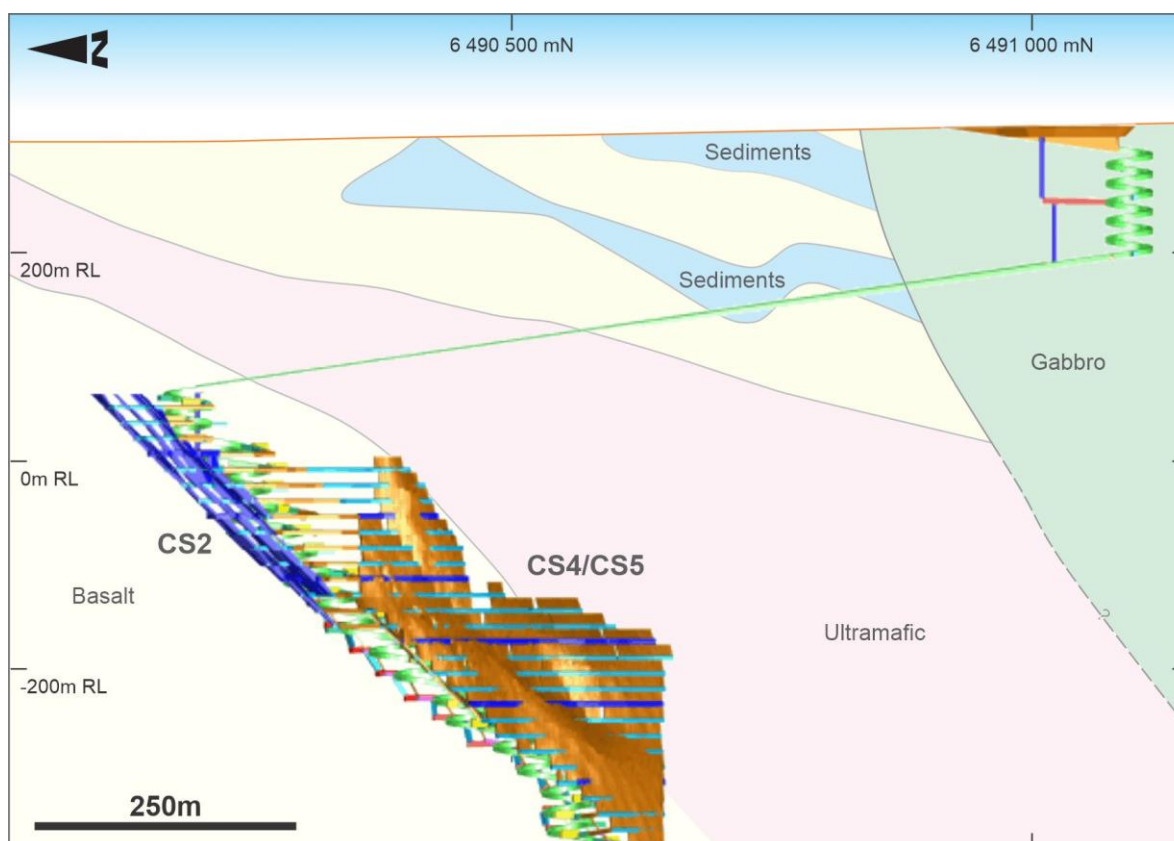 N
6 490 500 mN
6 491 000 mN
Sediments
200m RL
Sediments
Gabbro
0m RL
CS2
CS4/CS5
Basalt
?
Ultramafic
-200m RL
250m